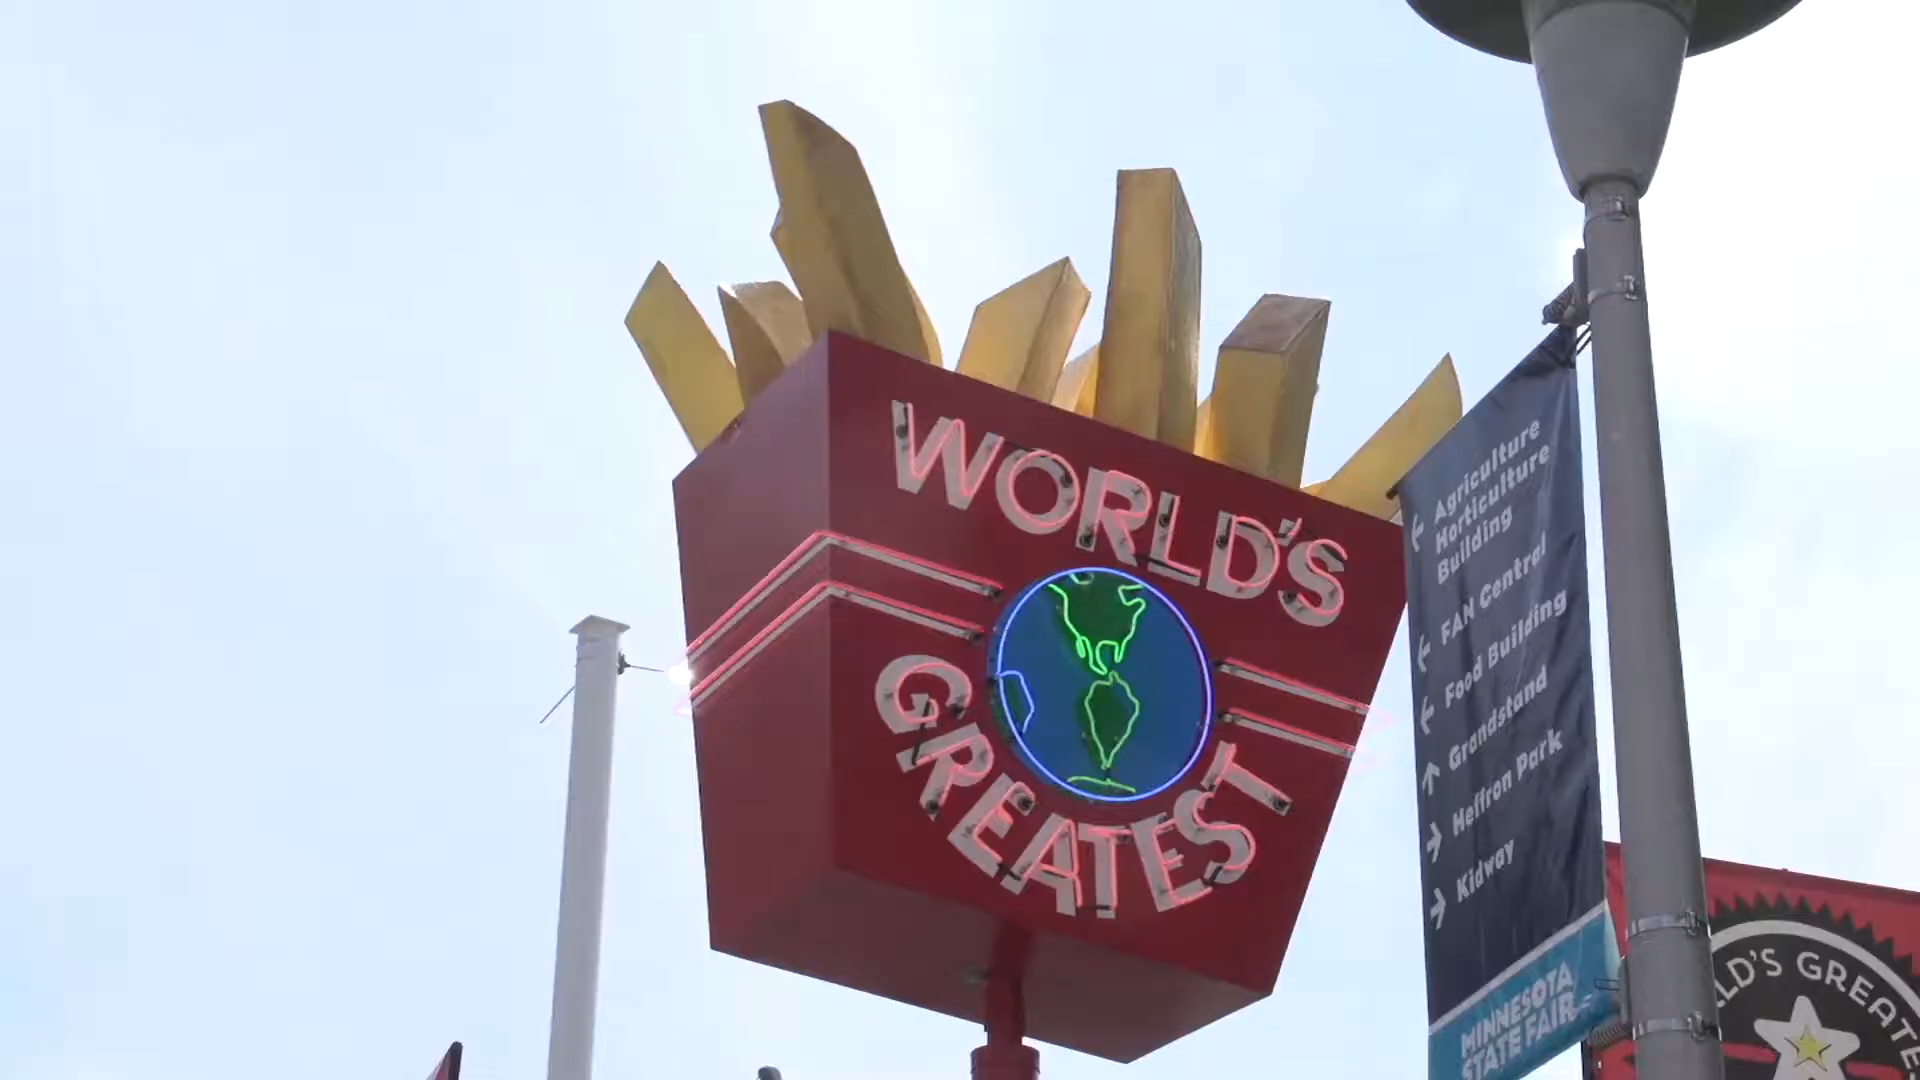 WORLD'S
GREATEST
← Agriculture
Horticulture
Building
← FAN Central
← Food Building
↑ Grandstand
→ Heffron Park
→ Kidway
MINNESOTA
STATE FAIR
LD'S GREATE